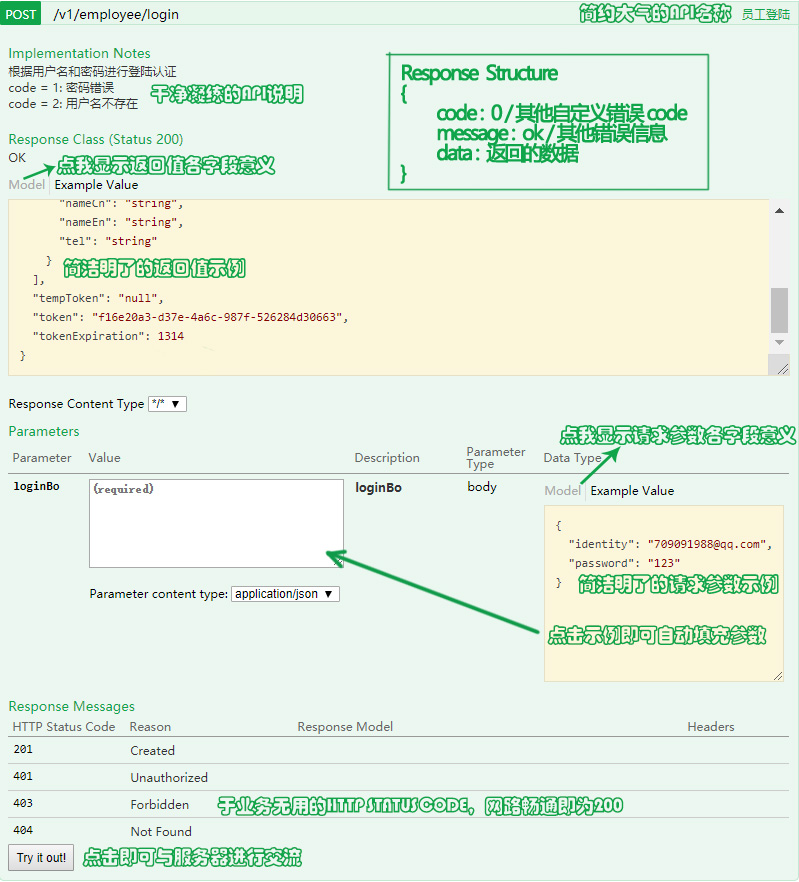 POST /v1/employee/login 简约大气的API名称 员工登陆
Implementation Notes
根据用户名和密码进行登陆认证
code = 1: 密码错误
code = 2: 用户名不存在 干净凝练的API说明
Response Structure
{
code : 0 / 其他自定义错误 code
message : ok / 其他错误信息
data : 返回的数据
}
Response Class (Status 200)
OK
点我显示返回值各字段意义
Model Example Value
"nameCn": "string",
"nameEn": "string",
"tel": "string"
}
简洁明了的返回值示例
],
"tempToken": "null",
"token": "f16e20a3-d37e-4a6c-987f-526284d30663",
"tokenExpiration": 1314
}
Response Content Type */*
Parameters
点我显示请求参数各字段意义
Parameter Value Description Parameter Type Data Type
loginBo (required) loginBo body Model Example Value
{
"identity": "709091988@qq.com",
"password": "123"
}
简洁明了的请求参数示例
Parameter content type: application/json
点击示例即可自动填充参数
Response Messages
HTTP Status Code Reason Response Model Headers
201 Created
401 Unauthorized
403 Forbidden 于业务无用的HTTP STATUS CODE，网路畅通即为200
404 Not Found
Try it out! 点击即可与服务器进行交流